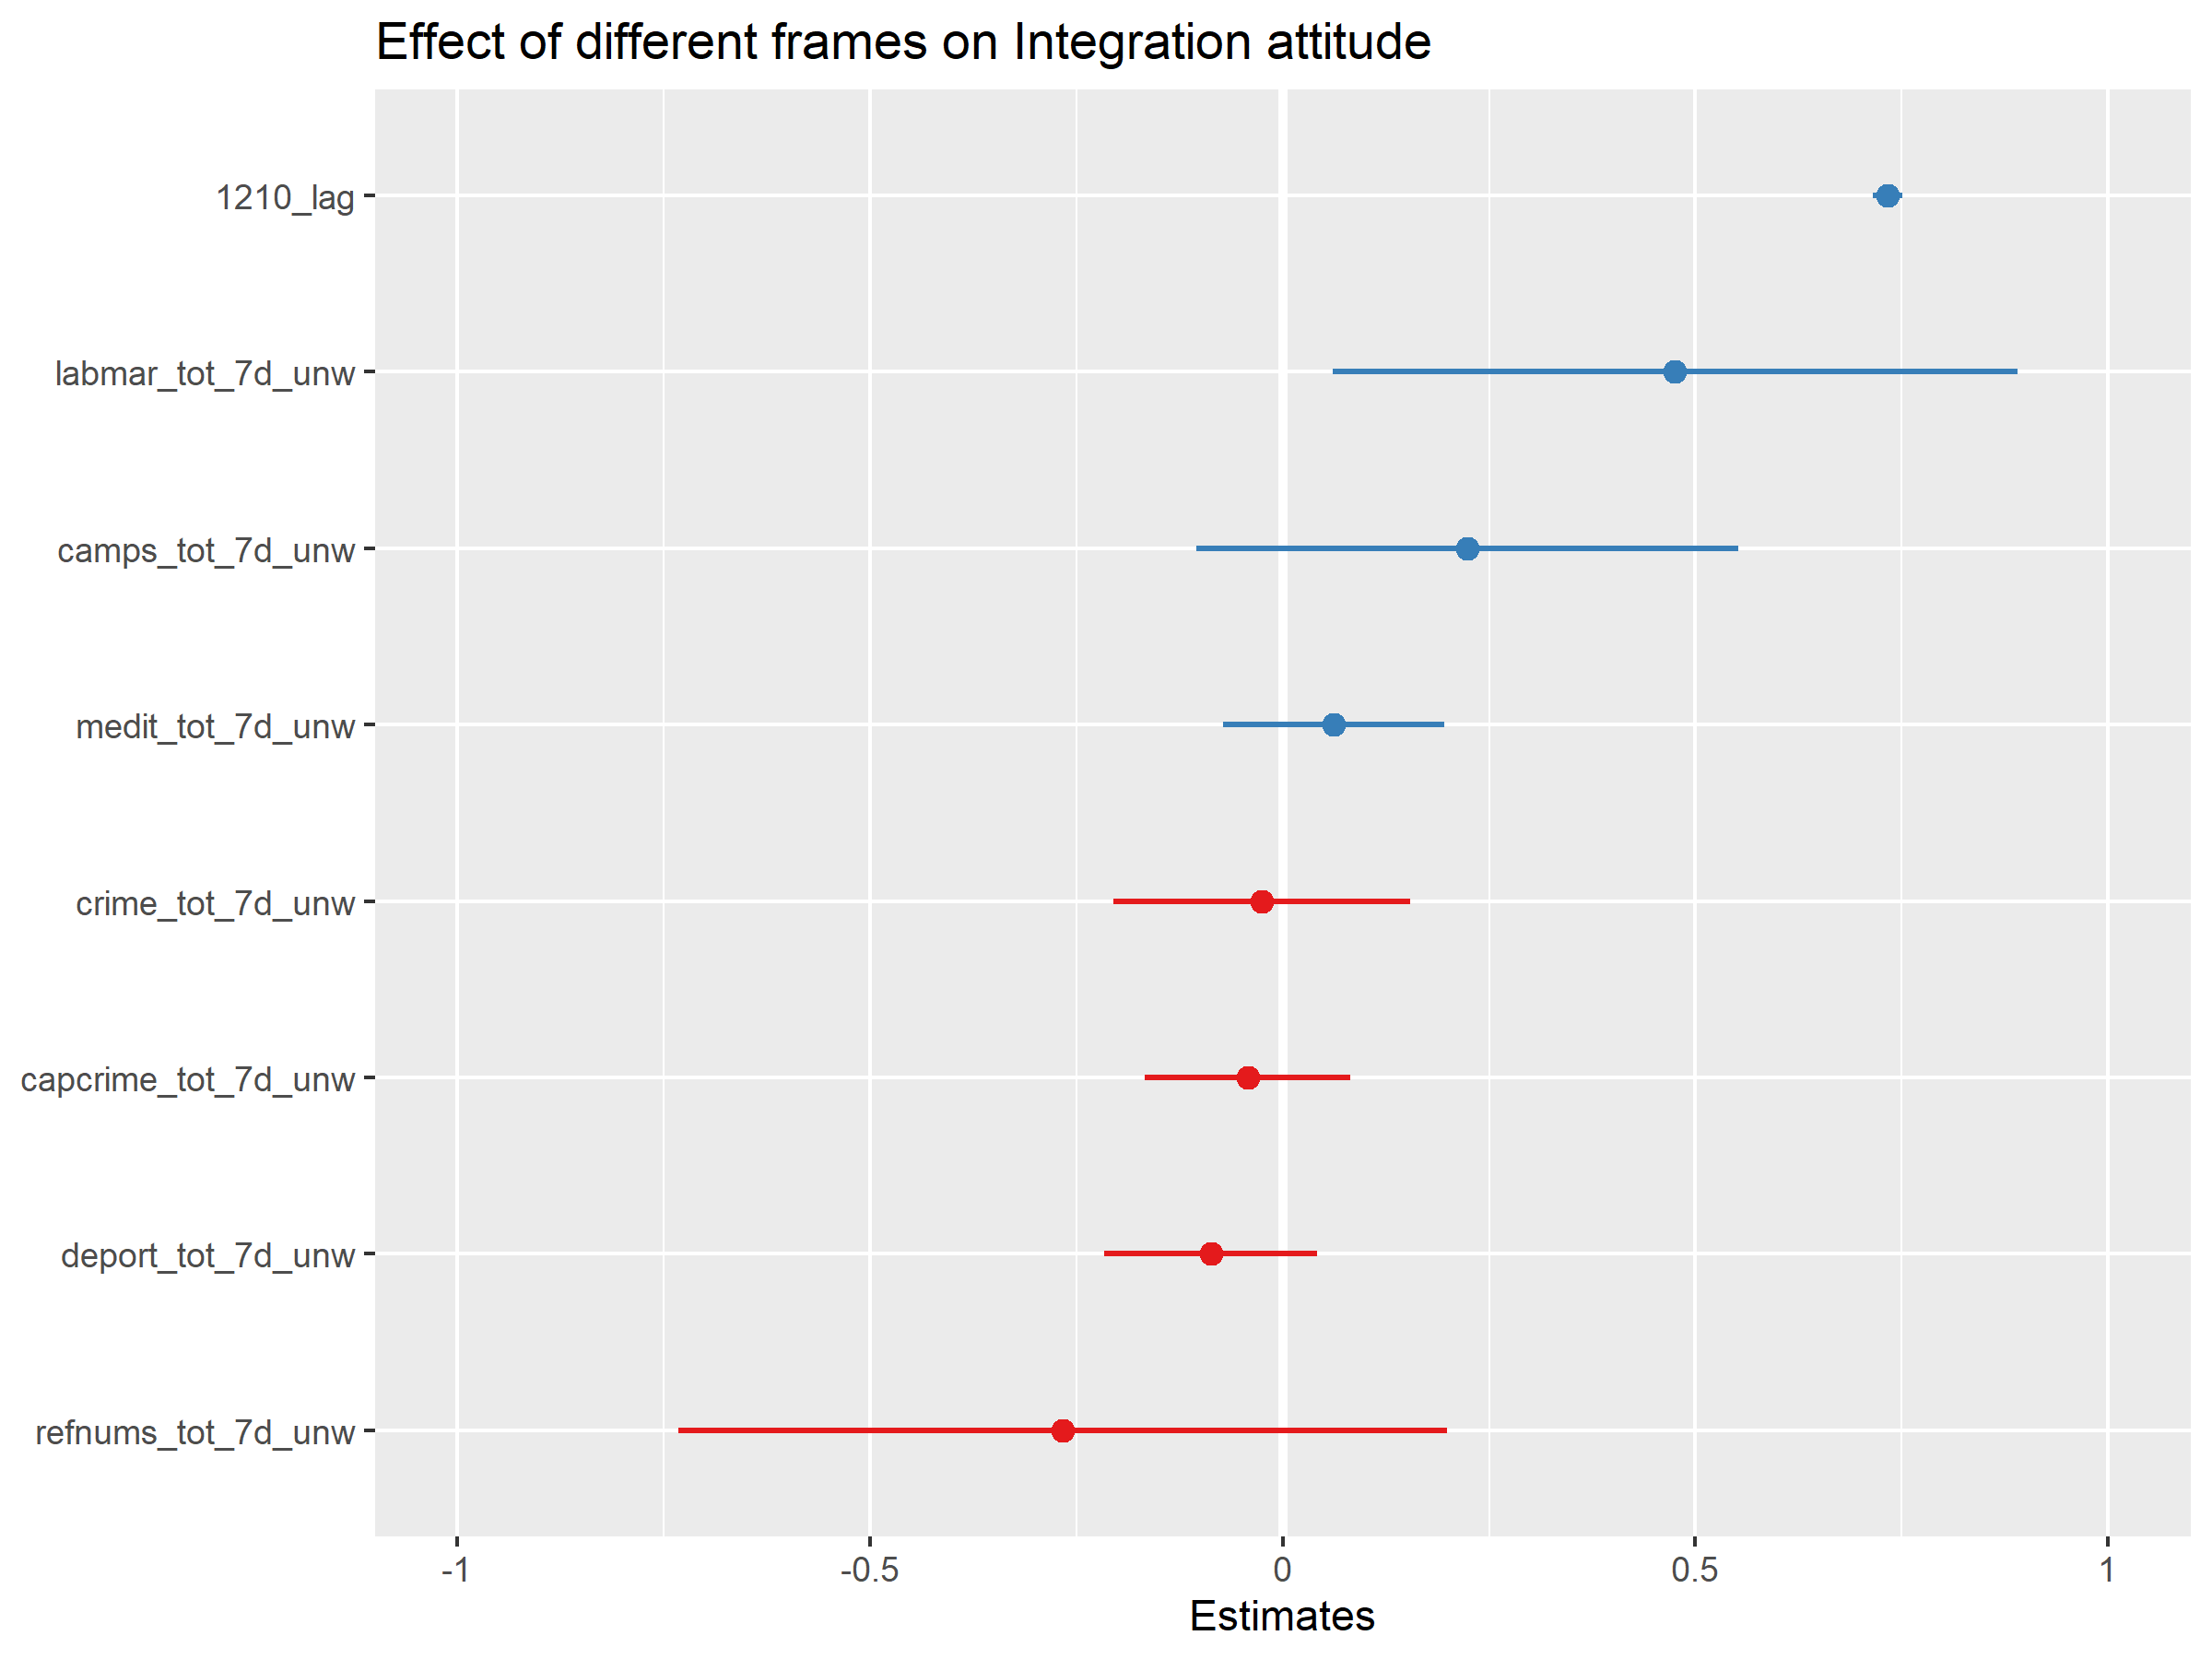 Effect of different frames on Integration attitude
1210_lag
labmar_tot_7d_unw
camps_tot_7d_unw
medit_tot_7d_unw
crime_tot_7d_unw
capcrime_tot_7d_unw
deport_tot_7d_unw
refnums_tot_7d_unw
-1 -0.5 0 0.5 1
Estimates